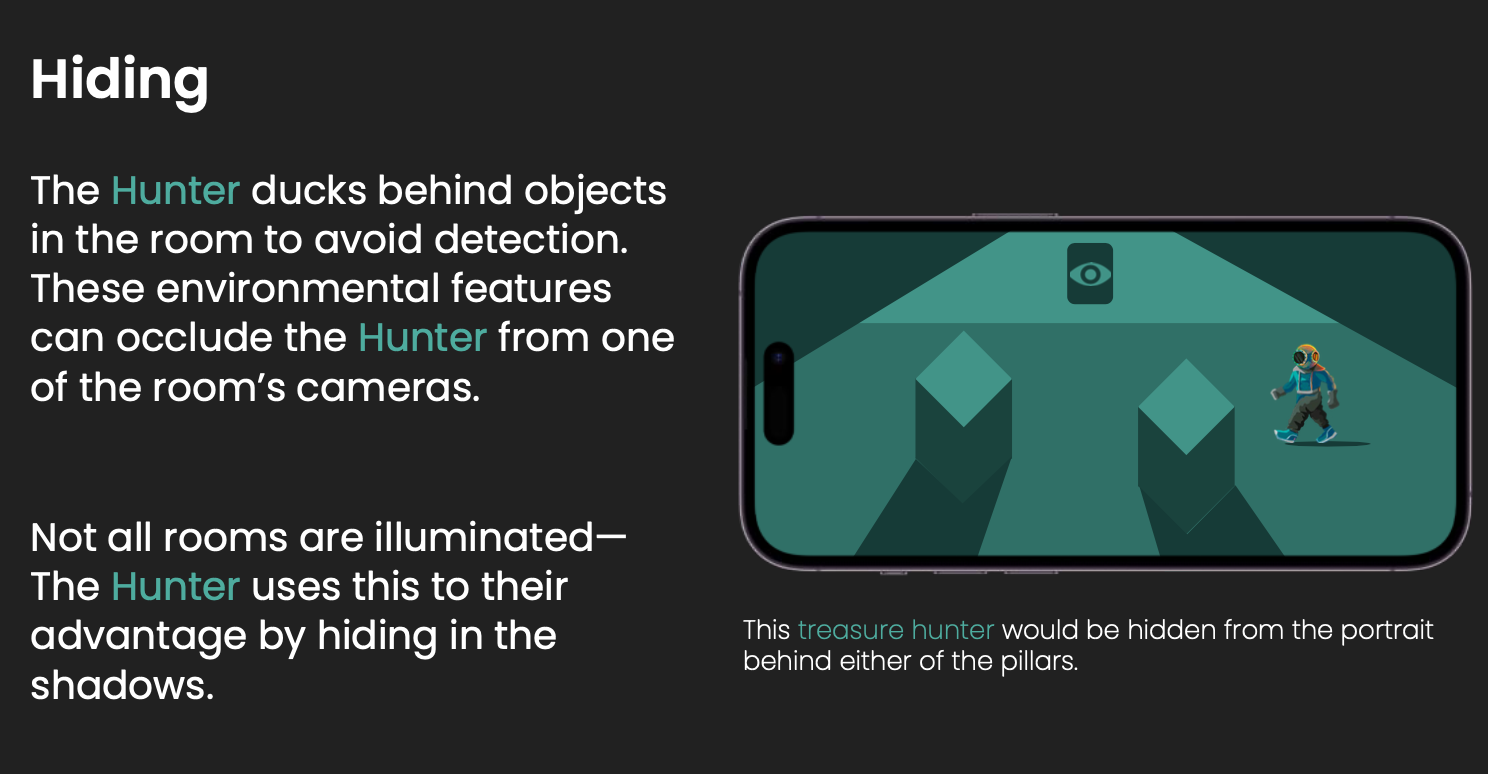 Hiding
The Hunter ducks behind objects
in the room to avoid detection.
These environmental features
can occlude the Hunter from one
of the room’s cameras.
Not all rooms are illuminated—
The Hunter uses this to their
advantage by hiding in the
shadows.
This treasure hunter would be hidden from the portrait
behind either of the pillars.